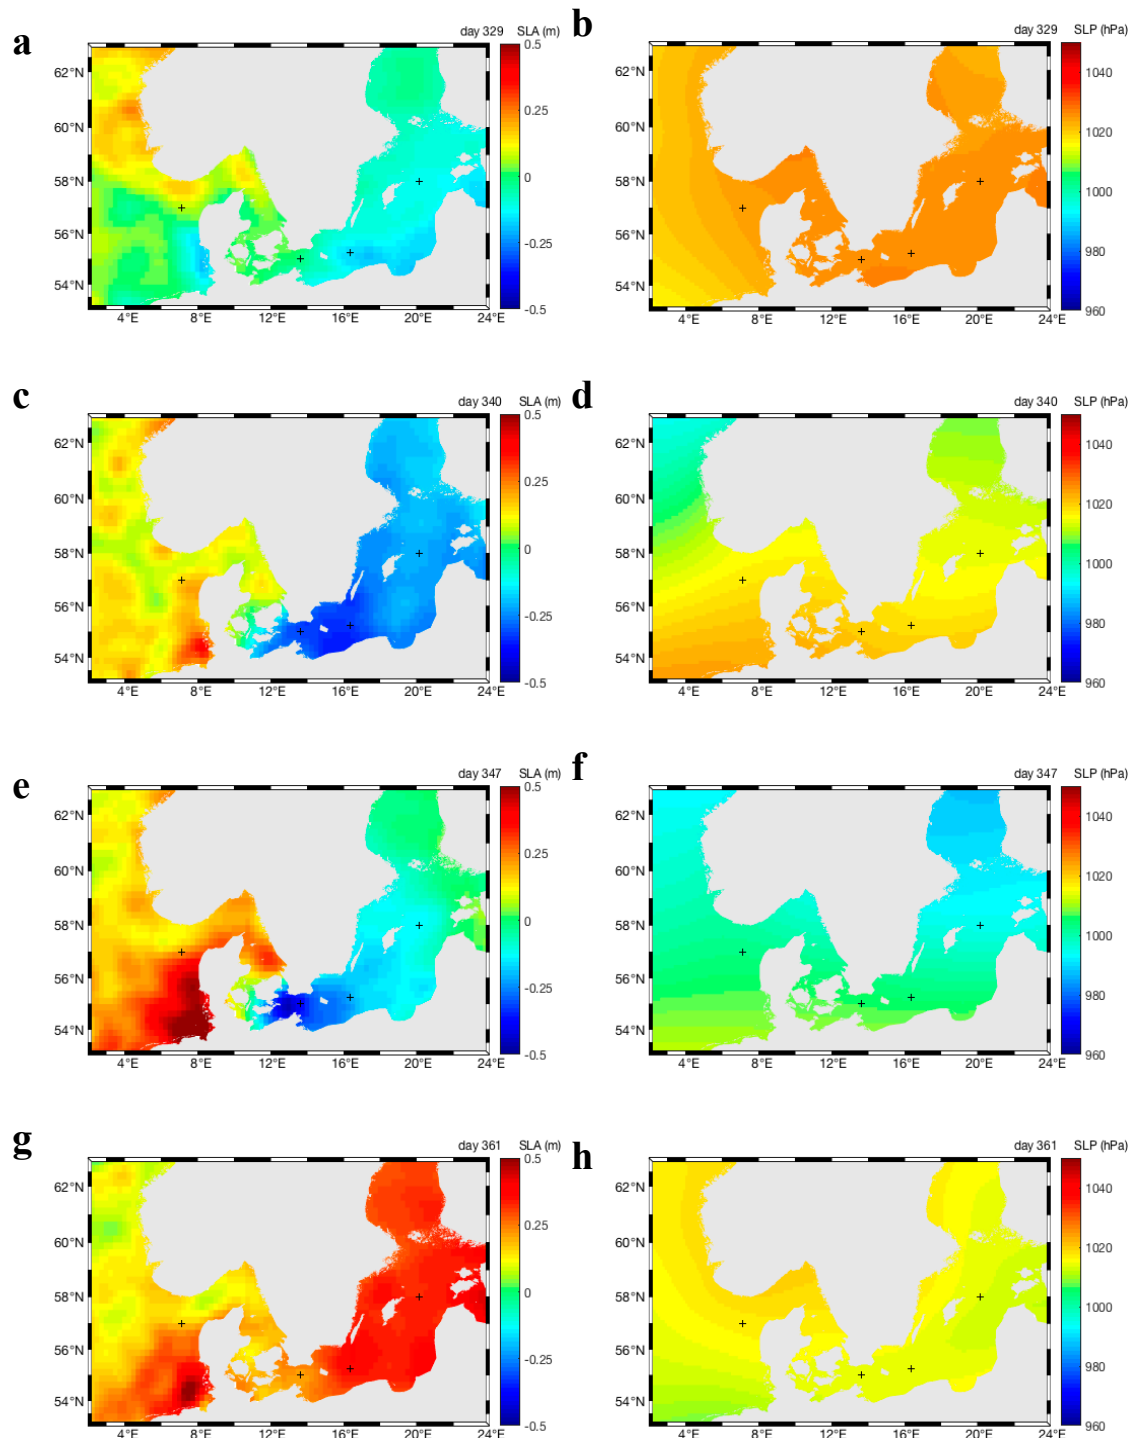 a
day 329 SLA (m)
62°N
60°N
58°N
56°N
54°N
4°E 8°E 12°E 16°E 20°E 24°E
0.5
0.25
0
-0.25
-0.5
b
day 329 SLP (hPa)
62°N
60°N
58°N
56°N
54°N
4°E 8°E 12°E 16°E 20°E 24°E
1040
1020
1000
980
960
c
day 340 SLA (m)
62°N
60°N
58°N
56°N
54°N
4°E 8°E 12°E 16°E 20°E 24°E
0.5
0.25
0
-0.25
-0.5
d
day 340 SLP (hPa)
62°N
60°N
58°N
56°N
54°N
4°E 8°E 12°E 16°E 20°E 24°E
1040
1020
1000
980
960
e
day 347 SLA (m)
62°N
60°N
58°N
56°N
54°N
4°E 8°E 12°E 16°E 20°E 24°E
0.5
0.25
0
-0.25
-0.5
f
day 347 SLP (hPa)
62°N
60°N
58°N
56°N
54°N
4°E 8°E 12°E 16°E 20°E 24°E
1040
1020
1000
980
960
g
day 361 SLA (m)
62°N
60°N
58°N
56°N
54°N
4°E 8°E 12°E 16°E 20°E 24°E
0.5
0.25
0
-0.25
-0.5
h
day 361 SLP (hPa)
62°N
60°N
58°N
56°N
54°N
4°E 8°E 12°E 16°E 20°E 24°E
1040
1020
1000
980
960